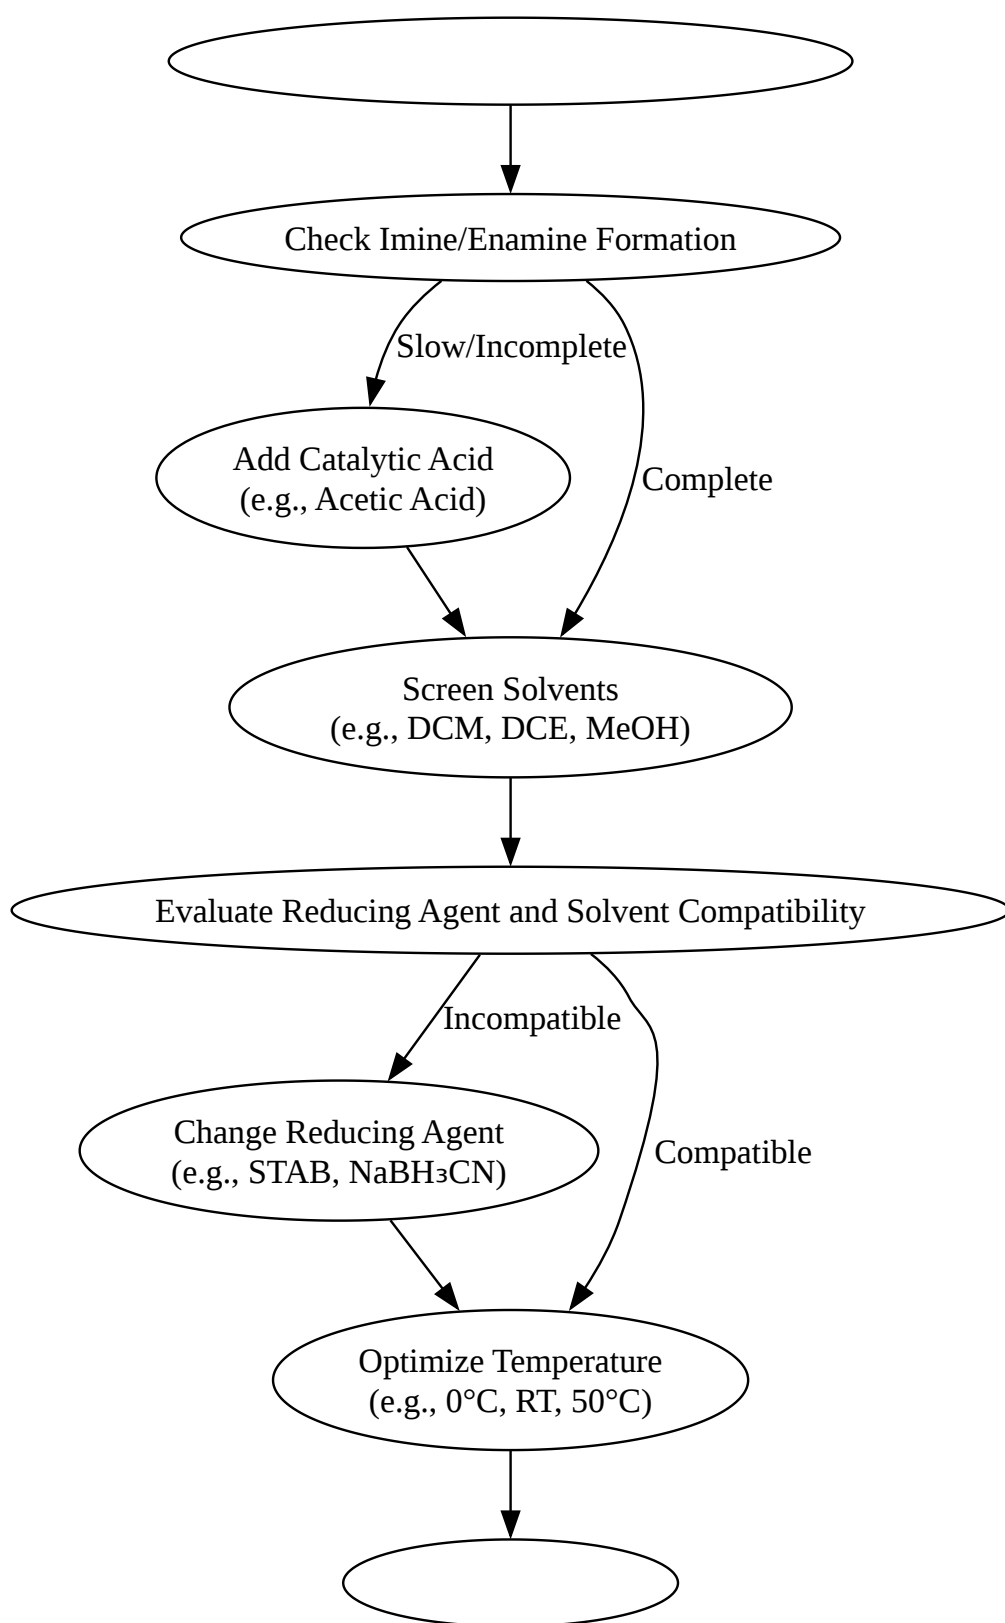 Check Imine/Enamine Formation
Slow/Incomplete
Add Catalytic Acid
(e.g., Acetic Acid)
Complete
Screen Solvents
(e.g., DCM, DCE, MeOH)
Evaluate Reducing Agent and Solvent Compatibility
Incompatible
Change Reducing Agent
(e.g., STAB, NaBH₃CN)
Compatible
Optimize Temperature
(e.g., 0°C, RT, 50°C)